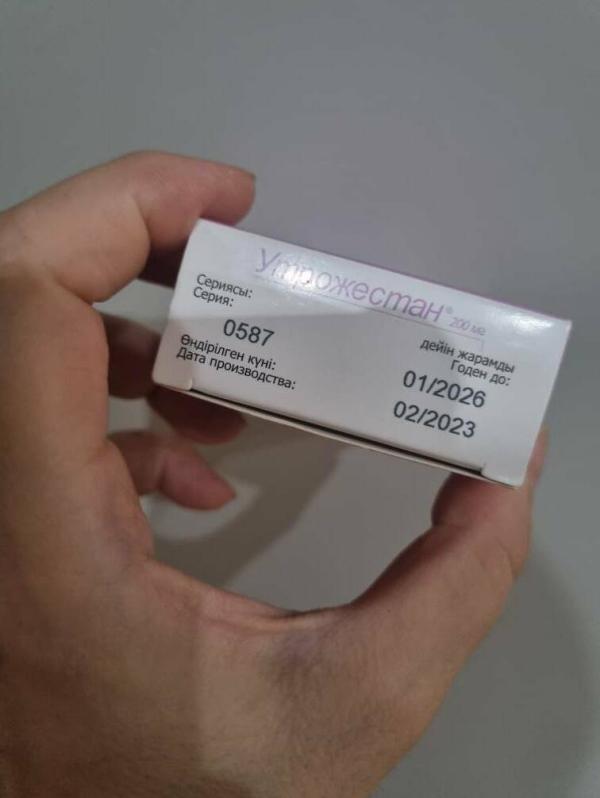 Утрожестан® 200 мг
Сериясы:
Серия:
0587
дейін жарамды
Годен до:
01/2026
Өндірілген күні:
Дата производства:
02/2023